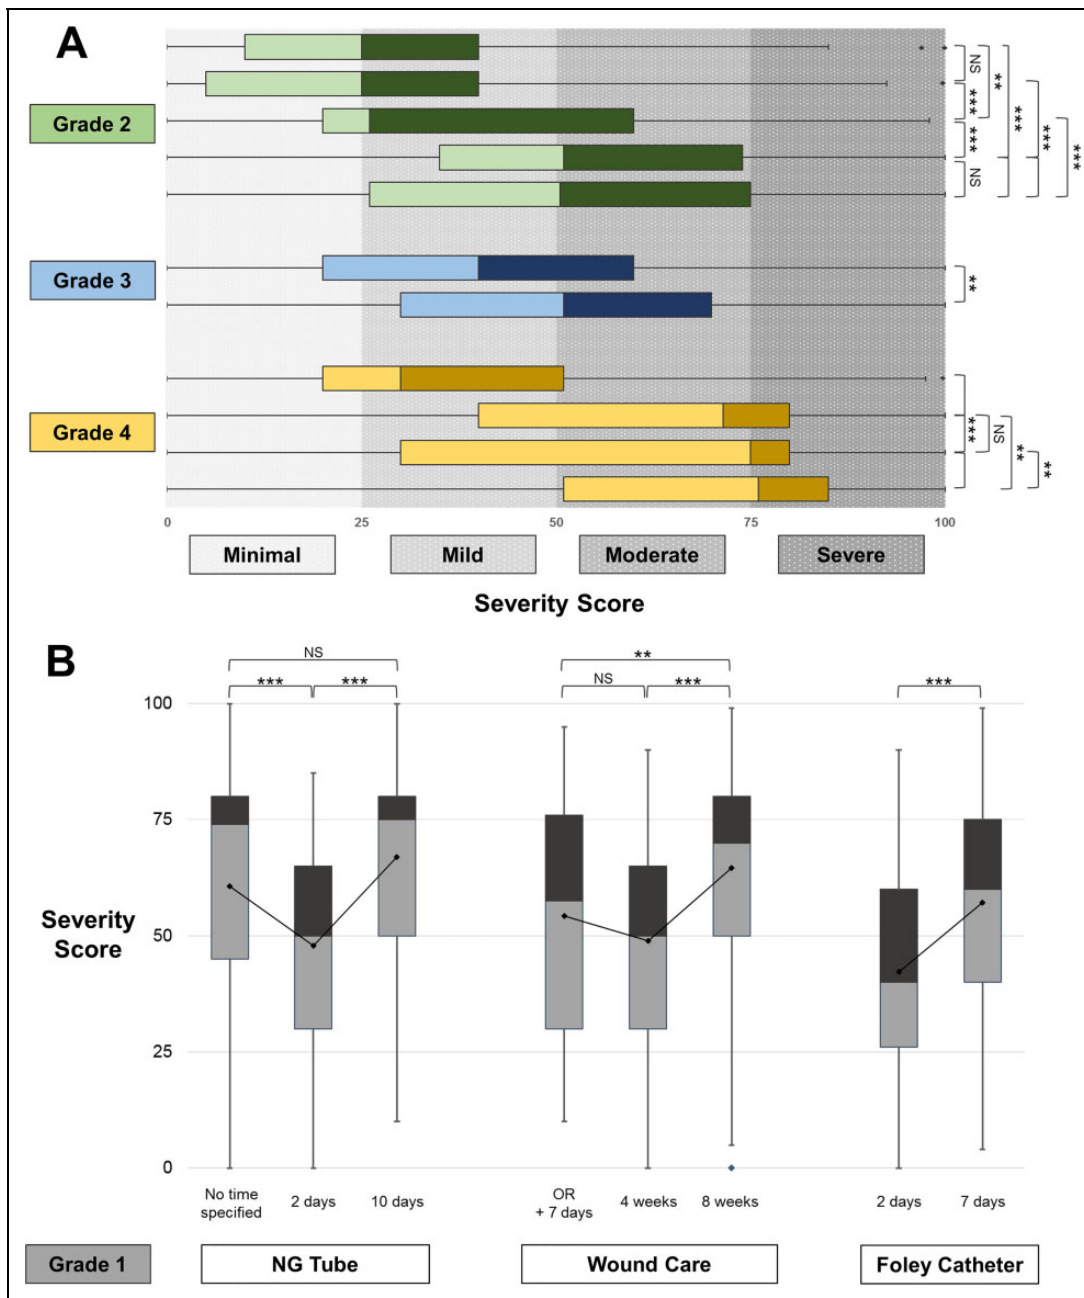 A
Grade 2
NS
**
***
***
***
***
***
NS
Grade 3
**
Grade 4
***
NS
**
**
0 25 50 75 100
Minimal Mild Moderate Severe
Severity Score
B
NS
*** ***
**
NS ***
***
100
75
Severity
Score
50
25
0
No time
specified
2 days
10 days
OR
+ 7 days
4 weeks
8 weeks
2 days
7 days
Grade 1
NG Tube
Wound Care
Foley Catheter